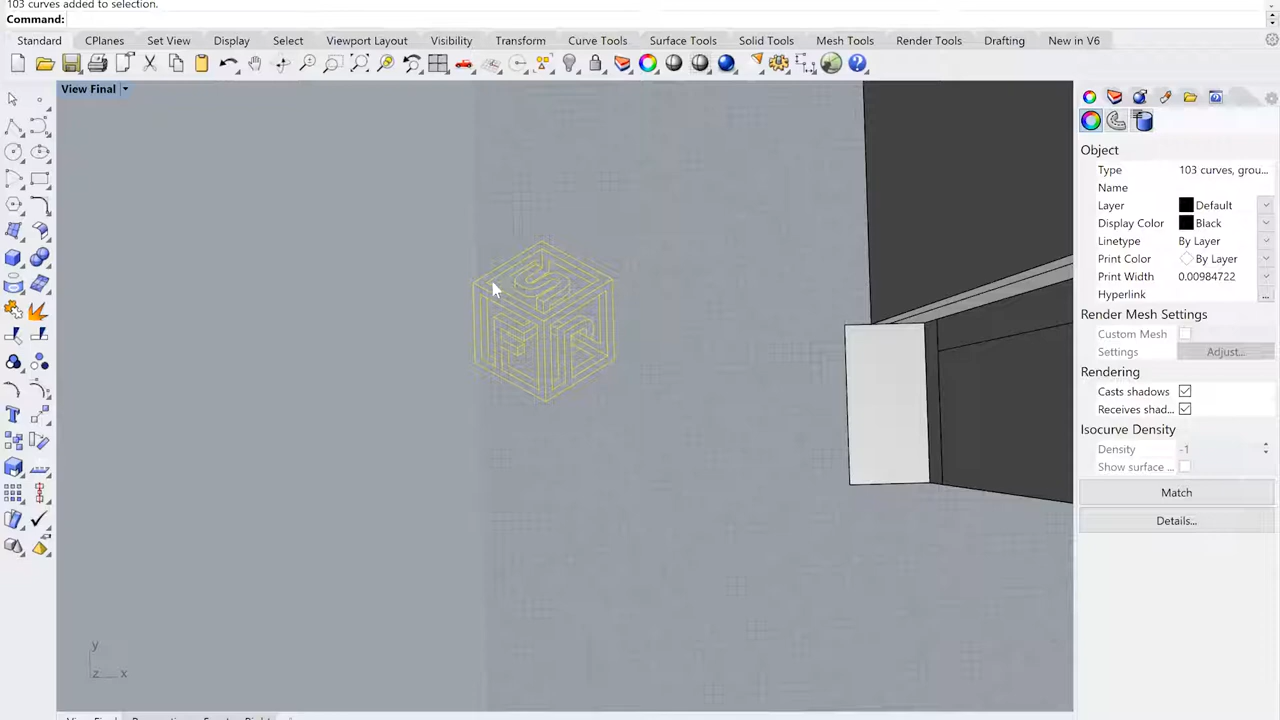 103 curves added to selection.
Command:
Standard CPlanes Set View Display Select Viewport Layout Visibility Transform Curve Tools Surface Tools Solid Tools Mesh Tools Render Tools Drafting New in V6
View Final
Object
Type 103 curves, grou...
Name
Layer Default
Display Color Black
Linetype By Layer
Print Color By Layer
Print Width 0.00984722
Hyperlink ...
Render Mesh Settings
Custom Mesh
Settings Adjust...
Rendering
Casts shadows
Receives shad...
Isocurve Density
Density -1
Show surface ...
Match
Details...
y
z x